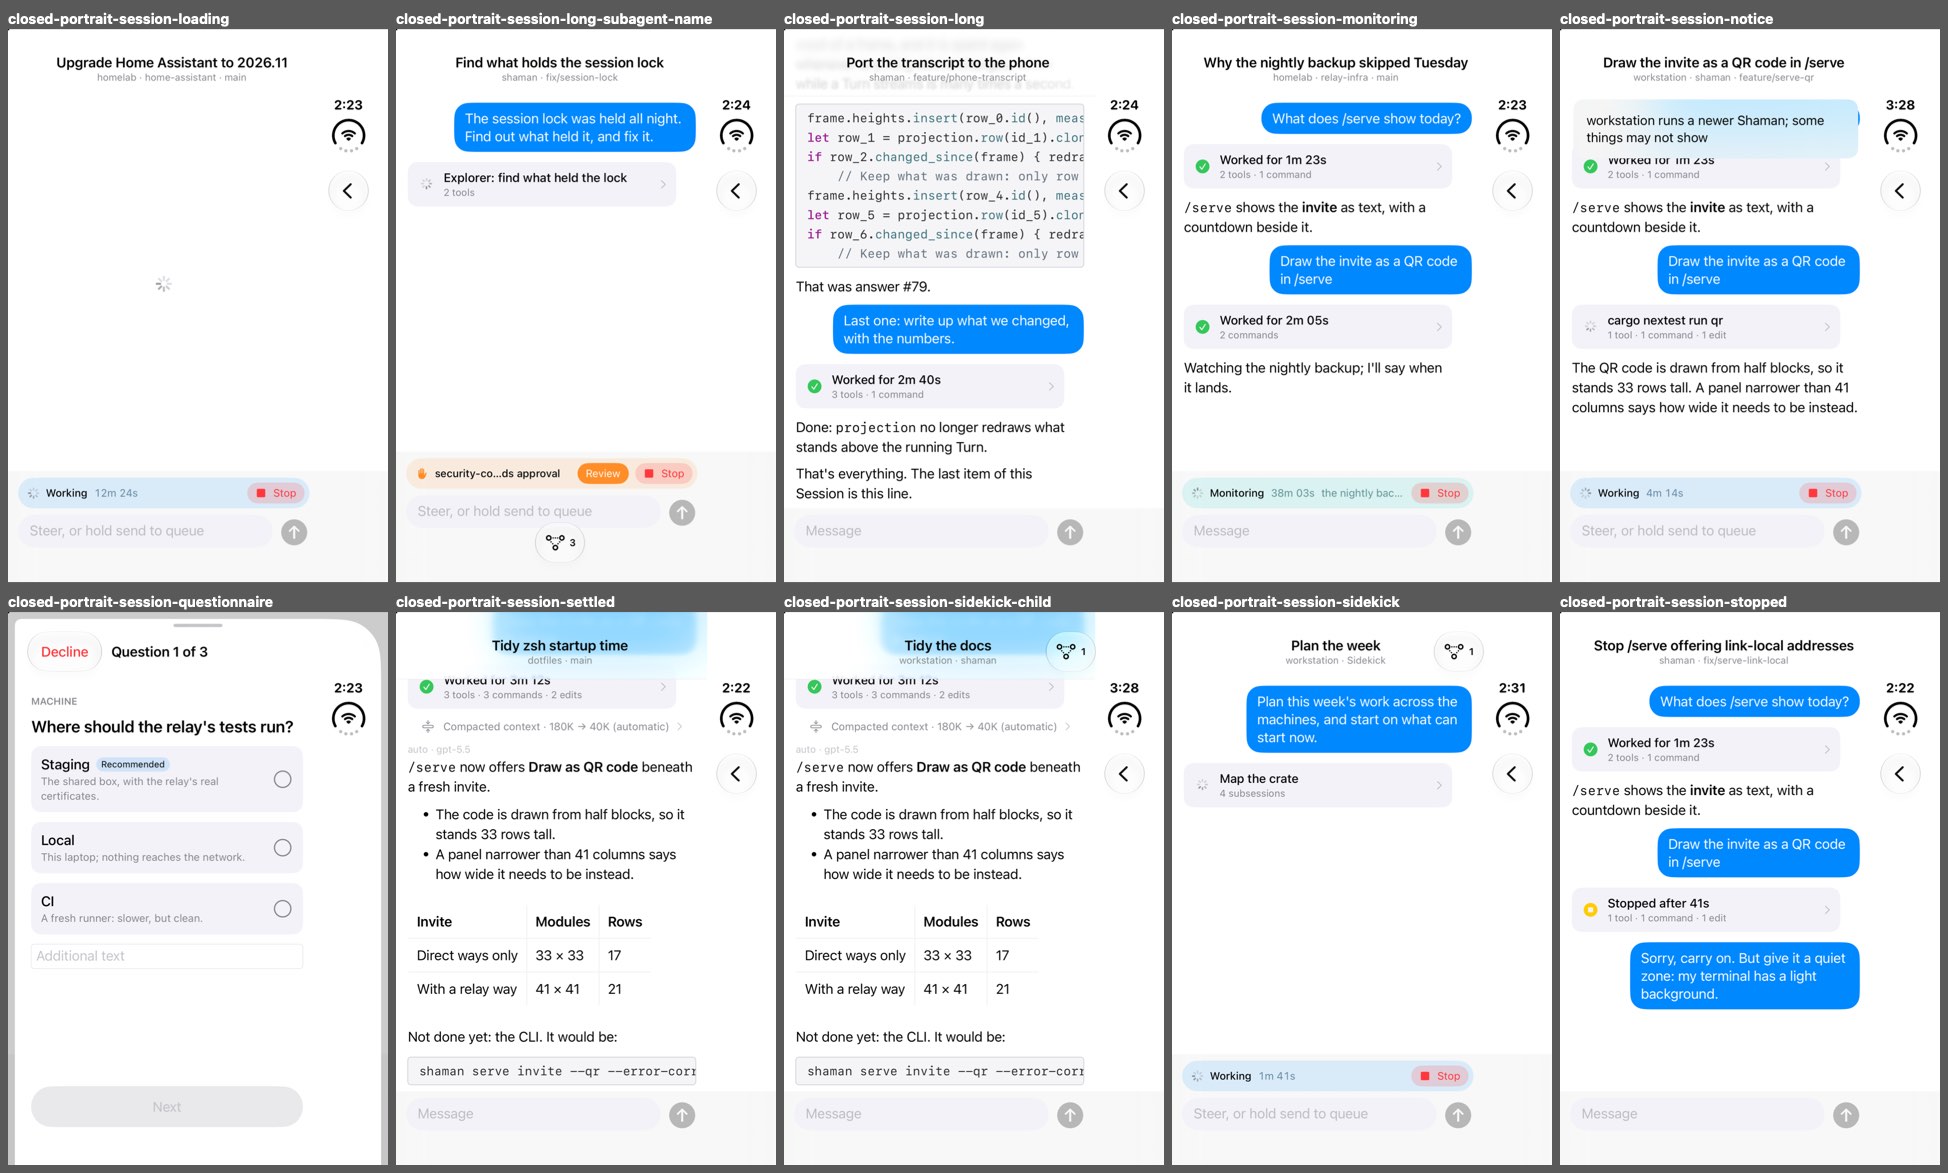 closed-portrait-session-loading
Upgrade Home Assistant to 2026.11
homelab · home-assistant · main
2:23
Working 12m 24s
Stop
Steer, or hold send to queue
closed-portrait-session-long-subagent-name
Find what holds the session lock
shaman · fix/session-lock
2:24
The session lock was held all night.
Find out what held it, and fix it.
Explorer: find what held the lock
2 tools
security-co...ds approval
Review
Stop
Steer, or hold send to queue
3
closed-portrait-session-long
Port the transcript to the phone
shaman · feature/phone-transcript
while a Turn streams is many times a second
2:24
frame.heights.insert(row_0.id(), meas
let row_1 = projection.row(id_1).clon
if row_2.changed_since(frame) { redra
// Keep what was drawn: only row
frame.heights.insert(row_4.id(), meas
let row_5 = projection.row(id_5).clon
if row_6.changed_since(frame) { redra
// Keep what was drawn: only row
That was answer #79.
Last one: write up what we changed,
with the numbers.
Worked for 2m 40s
3 tools · 1 command
Done: projection no longer redraws what
stands above the running Turn.
That's everything. The last item of this
Session is this line.
Message
closed-portrait-session-monitoring
Why the nightly backup skipped Tuesday
homelab · relay-infra · main
2:23
What does /serve show today?
Worked for 1m 23s
2 tools · 1 command
/serve shows the invite as text, with a
countdown beside it.
Draw the invite as a QR code
in /serve
Worked for 2m 05s
2 commands
Watching the nightly backup; I'll say when
it lands.
Monitoring 38m 03s the nightly bac...
Stop
Message
closed-portrait-session-notice
Draw the invite as a QR code in /serve
workstation · shaman · feature/serve-qr
3:28
workstation runs a newer Shaman; some
things may not show
Worked for 1m 23s
2 tools · 1 command
/serve shows the invite as text, with a
countdown beside it.
Draw the invite as a QR code
in /serve
cargo nextest run qr
1 tool · 1 command · 1 edit
The QR code is drawn from half blocks, so it
stands 33 rows tall. A panel narrower than 41
columns says how wide it needs to be instead.
Working 4m 14s
Stop
Steer, or hold send to queue
closed-portrait-session-questionnaire
Decline
Question 1 of 3
2:23
MACHINE
Where should the relay's tests run?
Staging Recommended
The shared box, with the relay's real
certificates.
Local
This laptop; nothing reaches the network.
CI
A fresh runner: slower, but clean.
Additional text
Next
closed-portrait-session-settled
Tidy zsh startup time
dotfiles · main
2:22
Worked for 3m 12s
3 tools · 3 commands · 2 edits
Compacted context · 180K → 40K (automatic)
auto · gpt-5.5
/serve now offers Draw as QR code beneath
a fresh invite.
• The code is drawn from half blocks, so it
stands 33 rows tall.
• A panel narrower than 41 columns says
how wide it needs to be instead.
Invite Modules Rows
Direct ways only 33 × 33 17
With a relay way 41 × 41 21
Not done yet: the CLI. It would be:
shaman serve invite --qr --error-corr
Message
closed-portrait-session-sidekick-child
Tidy the docs
workstation · shaman
1
3:28
Worked for 3m 12s
3 tools · 3 commands · 2 edits
Compacted context · 180K → 40K (automatic)
auto · gpt-5.5
/serve now offers Draw as QR code beneath
a fresh invite.
• The code is drawn from half blocks, so it
stands 33 rows tall.
• A panel narrower than 41 columns says
how wide it needs to be instead.
Invite Modules Rows
Direct ways only 33 × 33 17
With a relay way 41 × 41 21
Not done yet: the CLI. It would be:
shaman serve invite --qr --error-corr
Message
closed-portrait-session-sidekick
Plan the week
workstation · Sidekick
1
2:31
Plan this week's work across the
machines, and start on what can
start now.
Map the crate
4 subsessions
Working 1m 41s
Stop
Steer, or hold send to queue
closed-portrait-session-stopped
Stop /serve offering link-local addresses
shaman · fix/serve-link-local
2:22
What does /serve show today?
Worked for 1m 23s
2 tools · 1 command
/serve shows the invite as text, with a
countdown beside it.
Draw the invite as a QR code
in /serve
Stopped after 41s
1 tool · 1 command · 1 edit
Sorry, carry on. But give it a quiet
zone: my terminal has a light
background.
Message